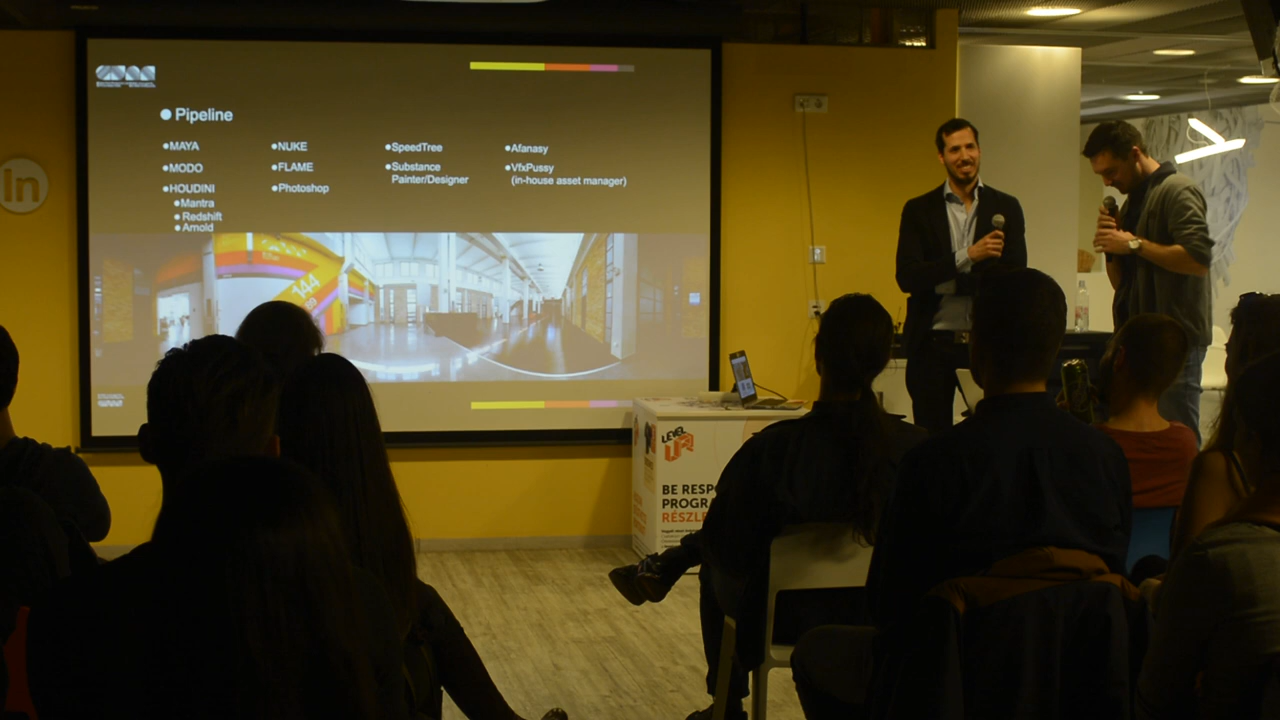 Pipeline
MAYA
MODO
HOUDINI
Mantra
Redshift
Arnold
NUKE
FLAME
Photoshop
SpeedTree
Substance
Painter/Designer
Afanasy
VfxPussy
(in-house asset manager)
144
In
LEVEL
UP
BE RESP
PROGR
RÉSZLE